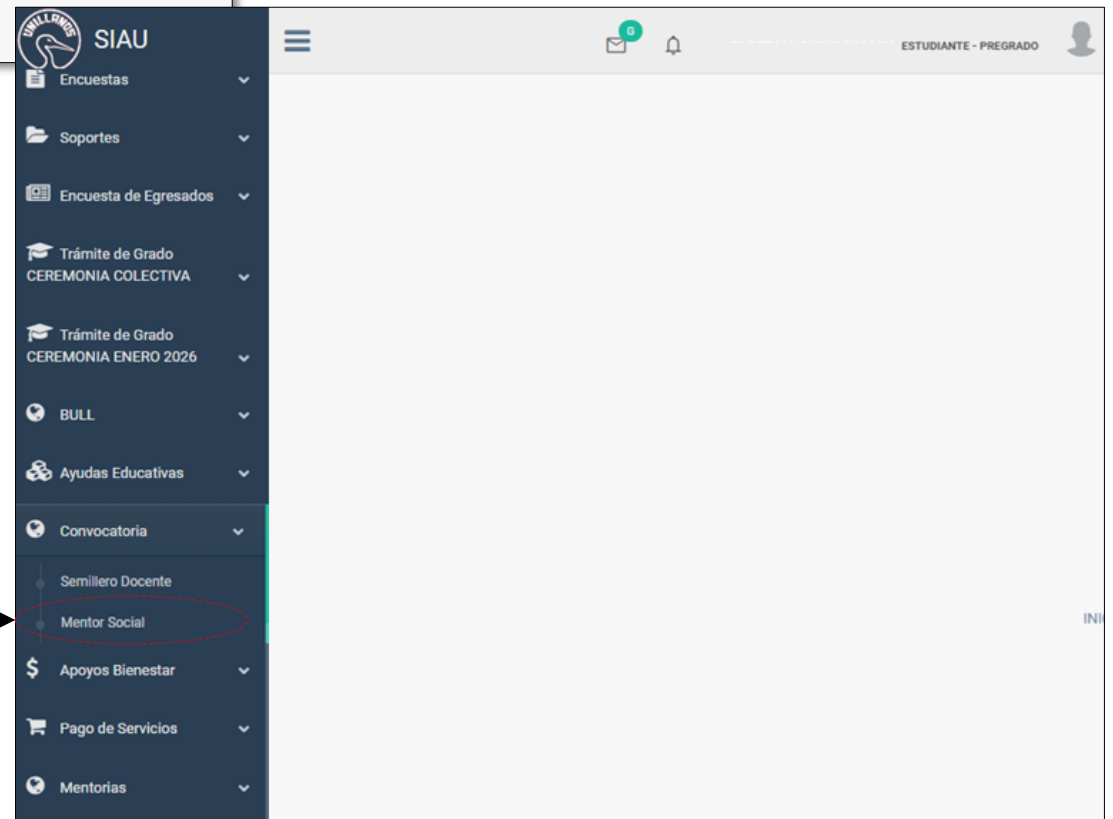 UNILLANOS
SIAU
G
ESTUDIANTE - PREGRADO
Encuestas
Soportes
Encuesta de Egresados
Trámite de Grado
CEREMONIA COLECTIVA
Trámite de Grado
CEREMONIA ENERO 2026
BULL
Ayudas Educativas
Convocatoria
Semillero Docente
Mentor Social
INI
Apoyos Bienestar
Pago de Servicios
Mentorias